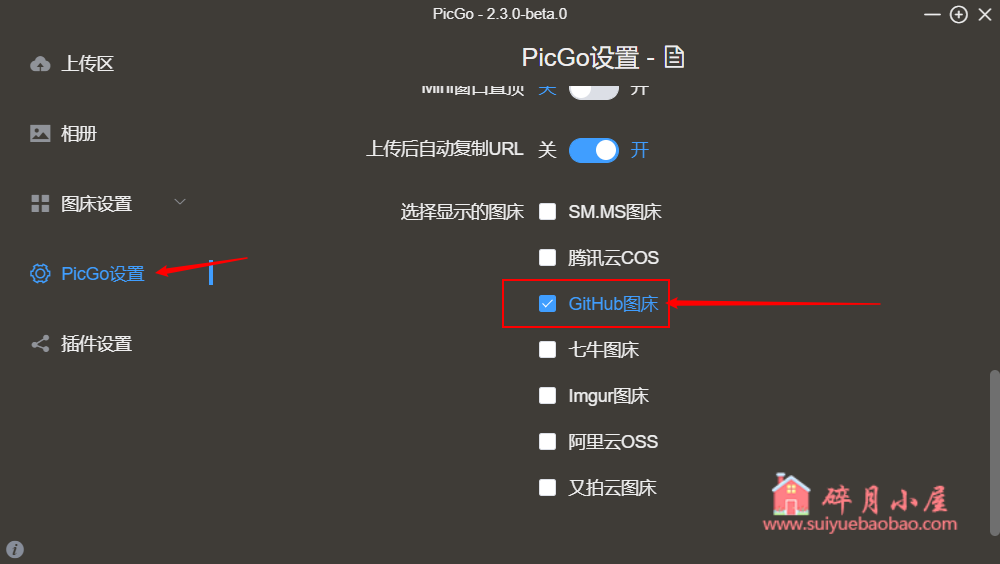 PicGo - 2.3.0-beta.0
PicGo设置 -
上传区
相册
图床设置
PicGo设置
插件设置
Mini窗口置顶 关 开
上传后自动复制URL 关 开
选择显示的图床 SM.MS图床
腾讯云COS
GitHub图床
七牛图床
Imgur图床
阿里云OSS
又拍云图床
碎月小屋
www.suiyuebaobao.com